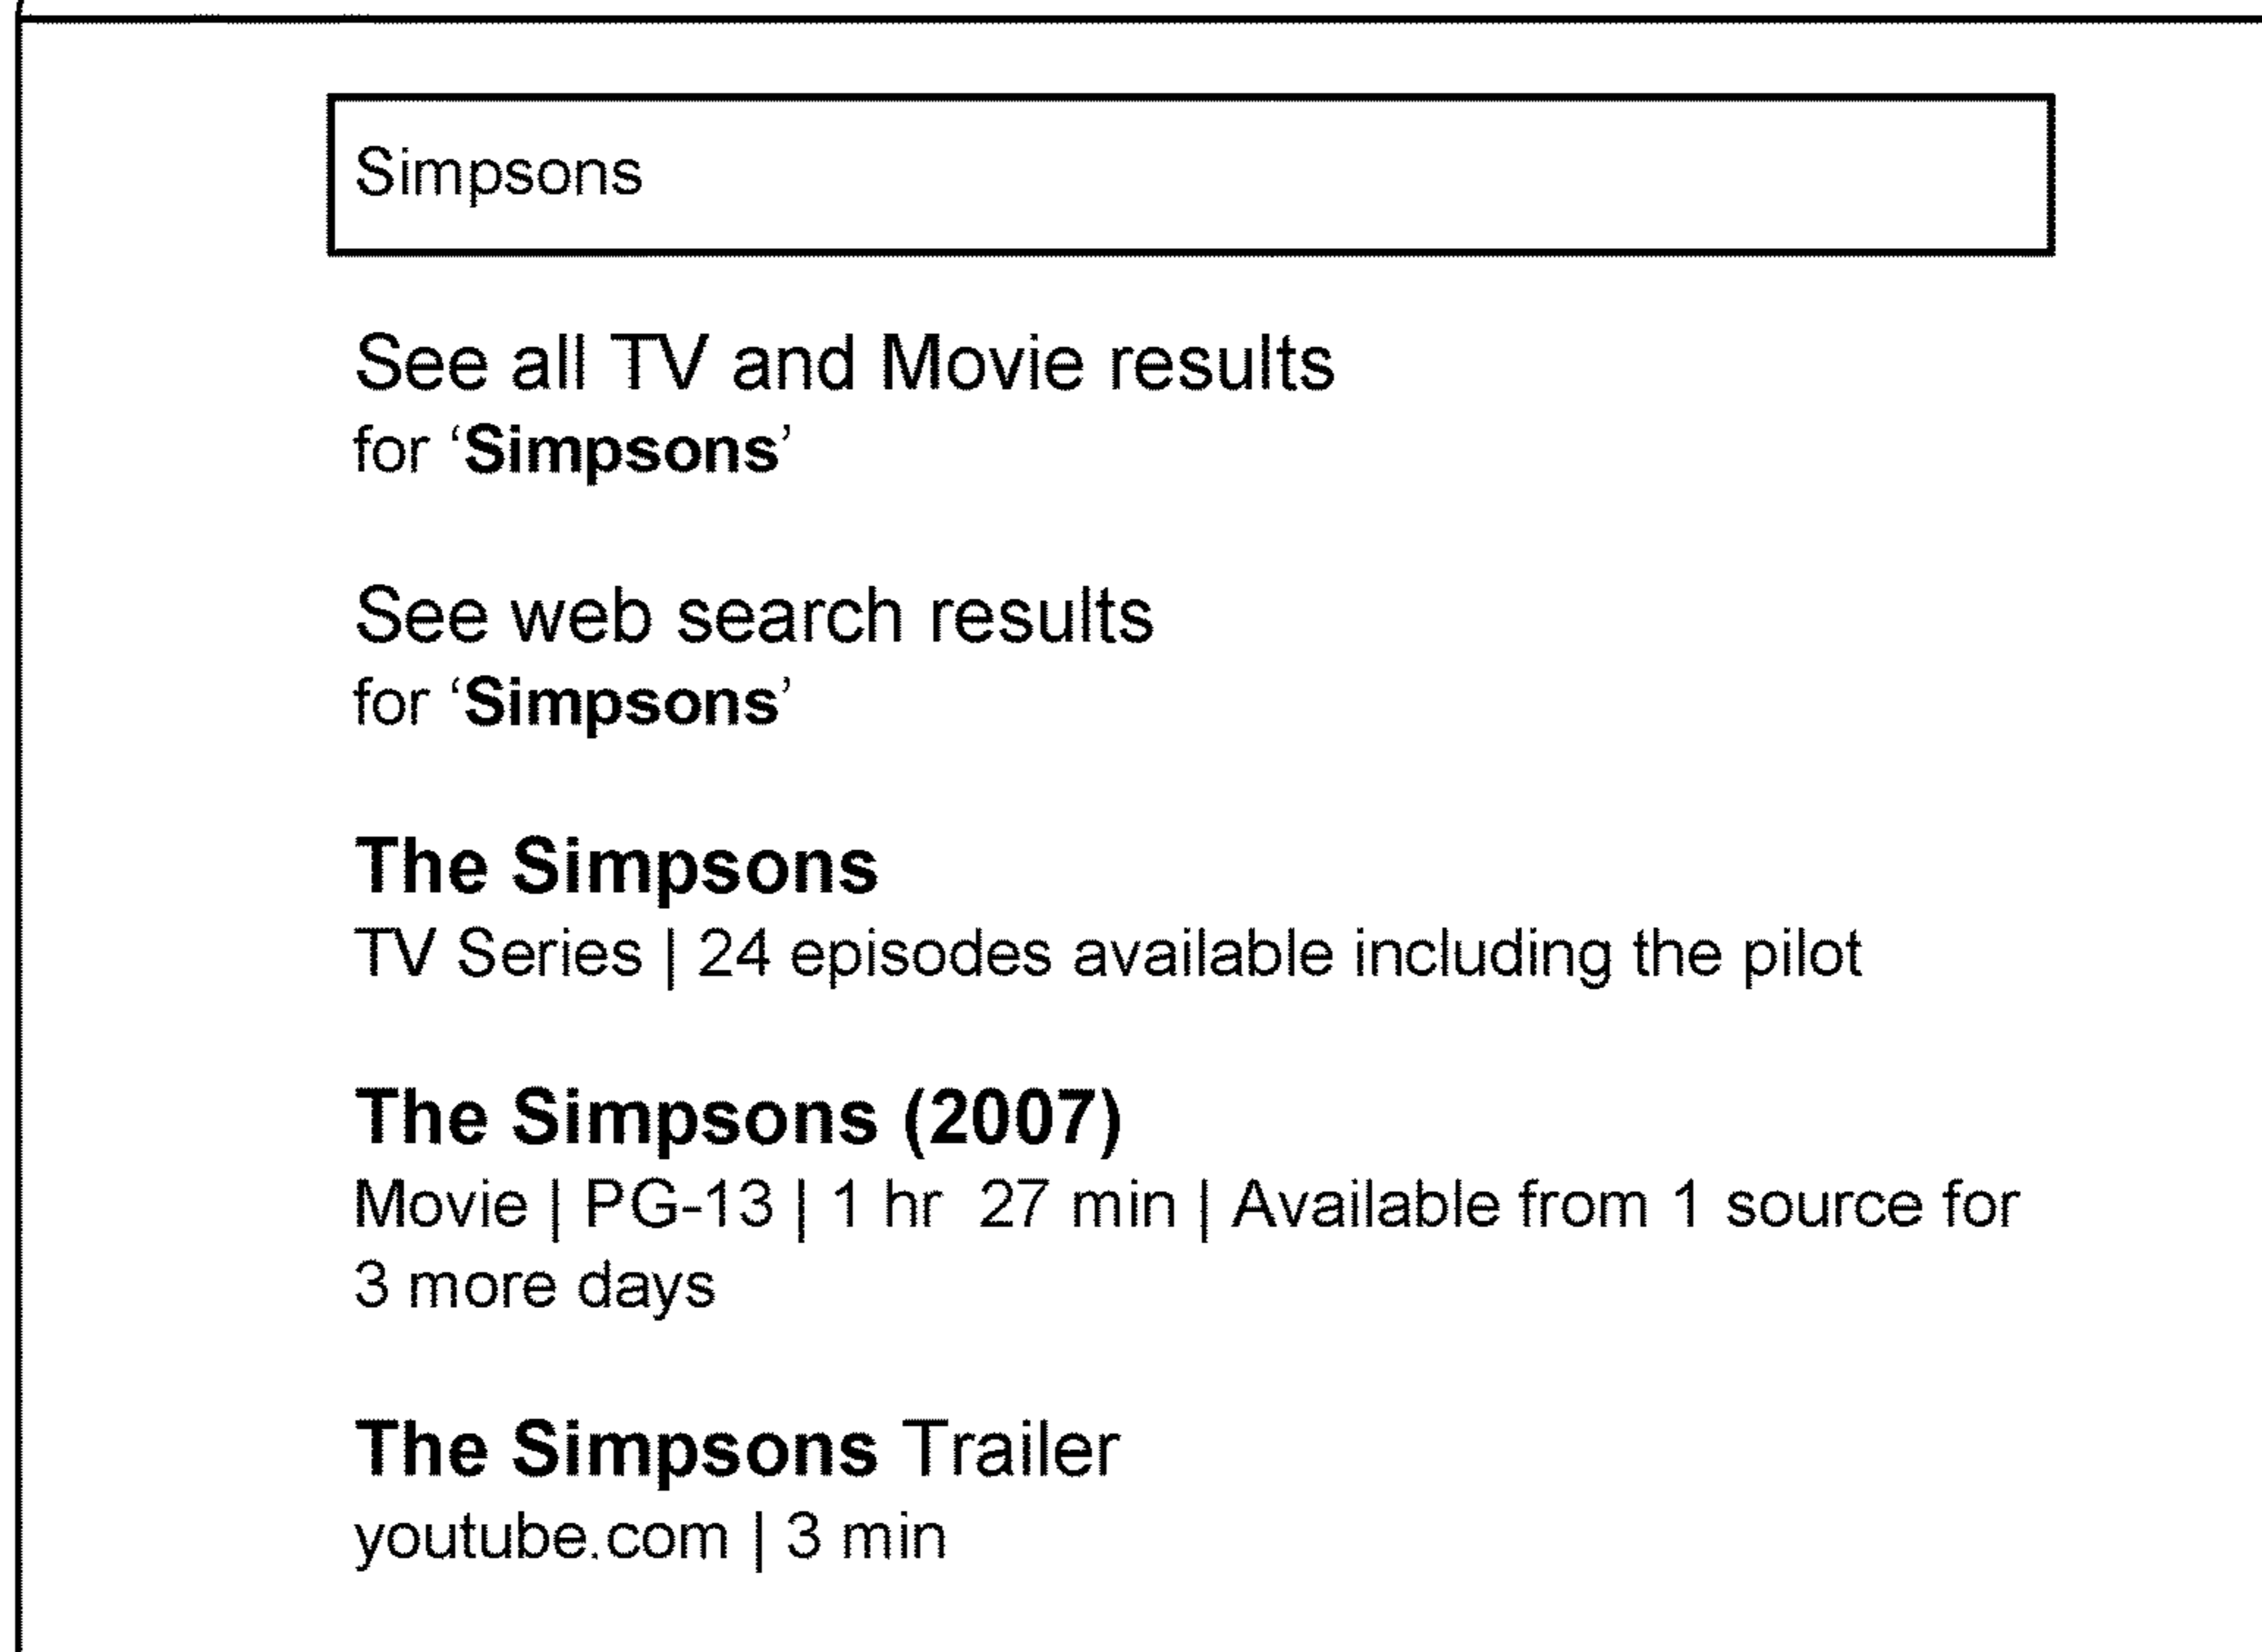 Simpsons
See all TV and Movie results
for ‘Simpsons’
See web search results
for ‘Simpsons’
The Simpsons
TV Series | 24 episodes available including the pilot
The Simpsons (2007)
Movie | PG-13 | 1 hr  27 min | Available from 1 source for
3 more days
The Simpsons Trailer
youtube.com | 3 min